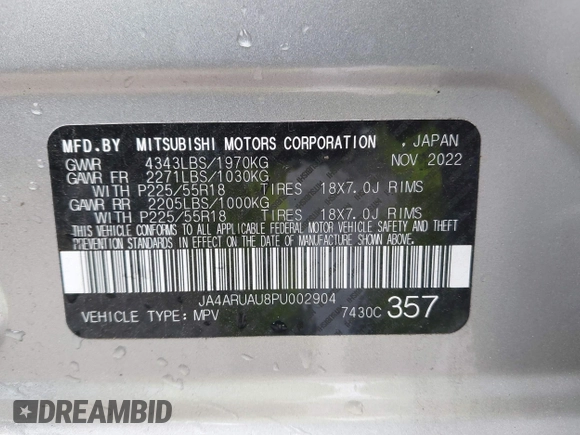 MFD.BY MITSUBISHI MOTORS CORPORATION , JAPAN
GVWR 4343LBS/1970KG NOV 2022
GAWR FR 2271LBS/1030KG
WITH P225/55R18 TIRES 18X7.0J RIMS
GAWR RR 2205LBS/1000KG
WITH P225/55R18 TIRES 18X7.0J RIMS
THIS VEHICLE CONFORMS TO ALL APPLICABLE FEDERAL MOTOR VEHICLE SAFETY AND THEFT
PREVENTION STANDARDS IN EFFECT ON THE DATE OF MANUFACTURE SHOWN ABOVE.
JA4ARUAU8PU002904
VEHICLE TYPE: MPV 7430C 357
DREAMBID